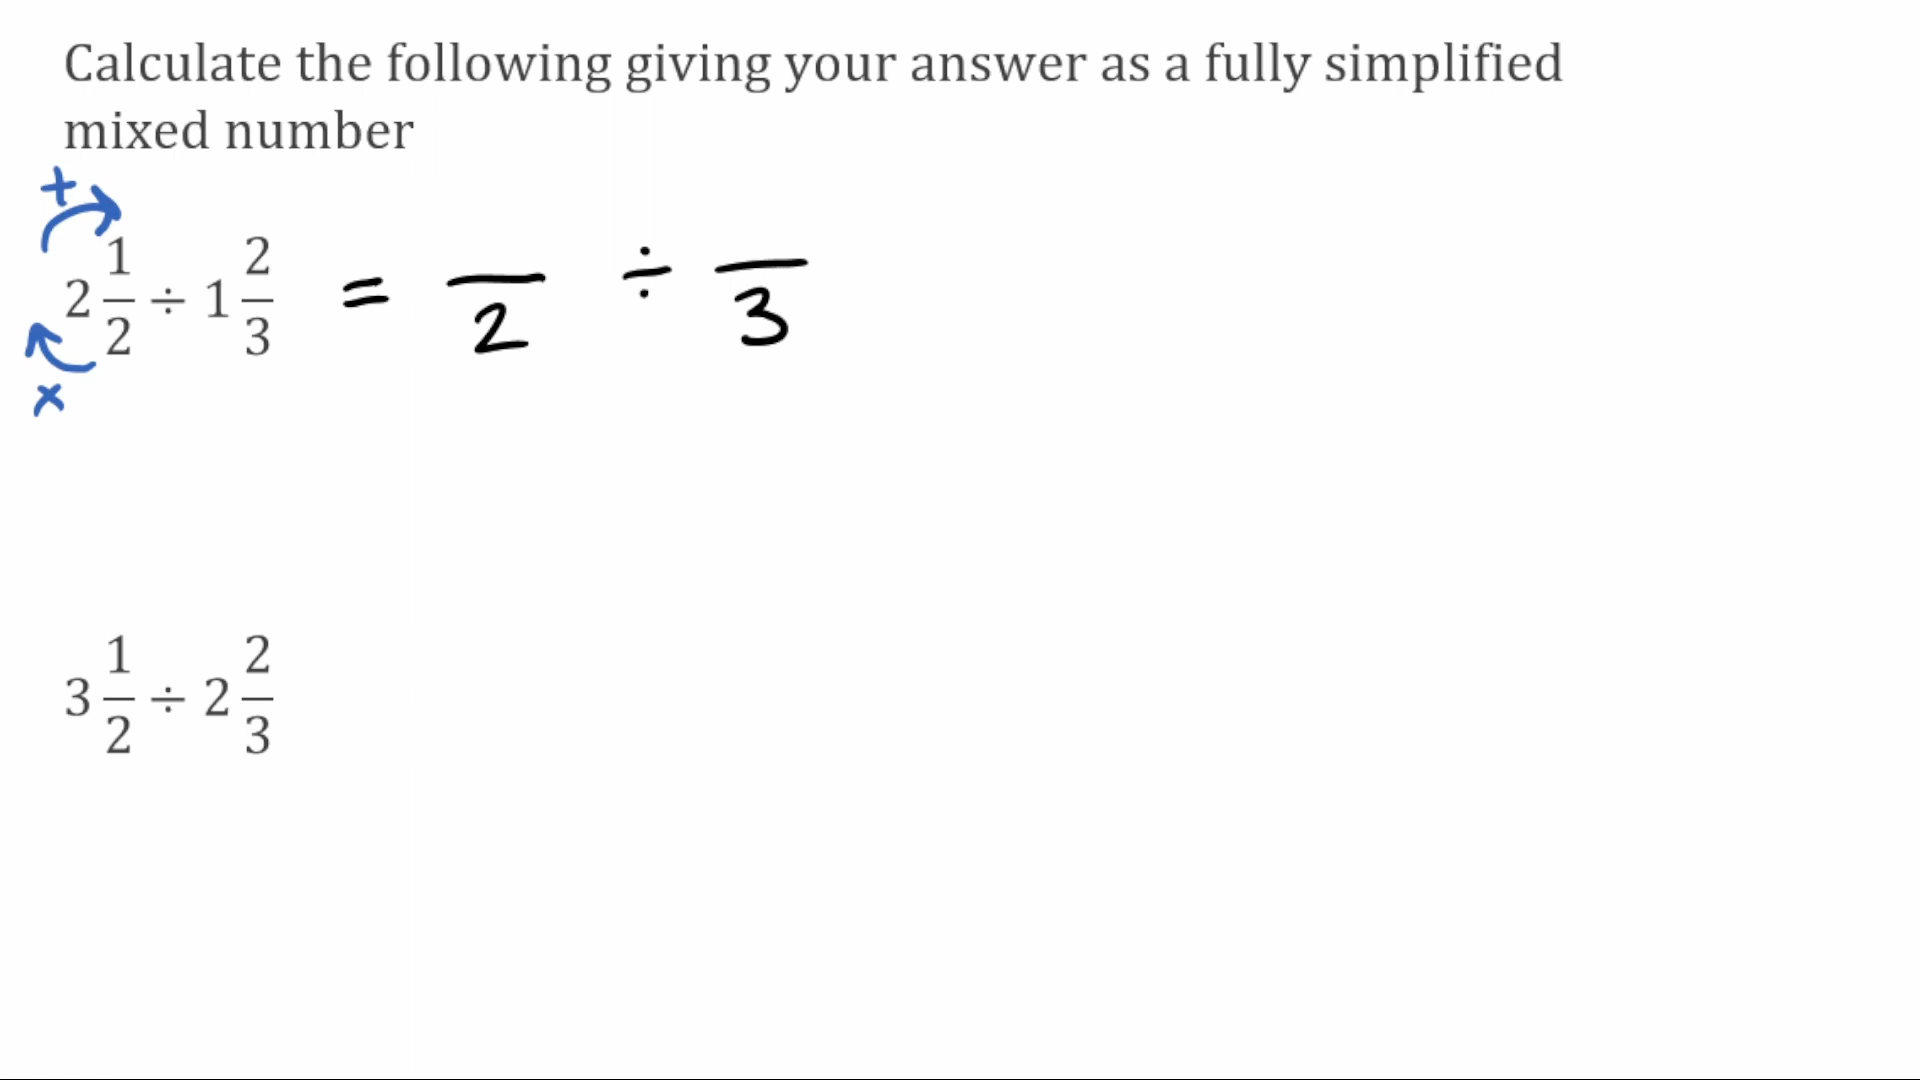 Calculate the following giving your answer as a fully simplified
mixed number
+
2 1/2 ÷ 1 2/3 = /2 ÷ /3
×
3 1/2 ÷ 2 2/3